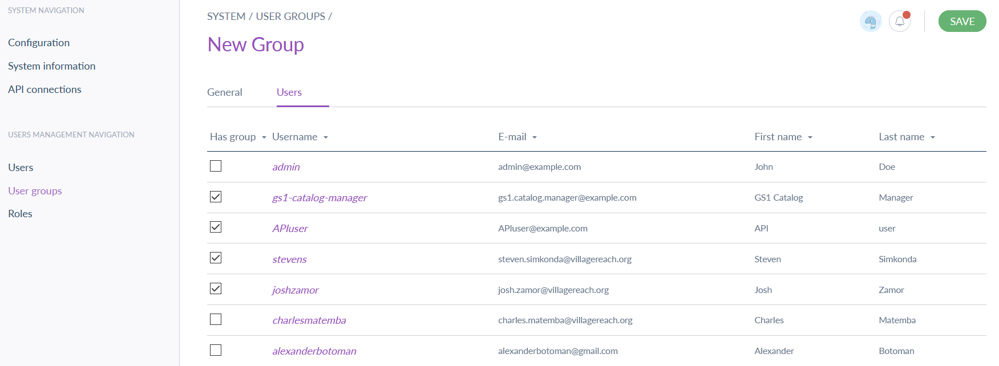 SYSTEM NAVIGATION
Configuration
System information
API connections
USERS MANAGEMENT NAVIGATION
Users
User groups
Roles
SYSTEM / USER GROUPS /
SAVE
New Group
General Users
Has group Username E-mail First name Last name
admin admin@example.com John Doe
gs1-catalog-manager gs1.catalog.manager@example.com GS1 Catalog Manager
APIuser APIuser@example.com API user
stevens steven.simkonda@villagereach.org Steven Simkonda
joshzamor josh.zamor@villagereach.org Josh Zamor
charlesmatemba charles.matemba@villagereach.org Charles Matemba
alexanderbotoman alexanderbotoman@gmail.com Alexander Botoman